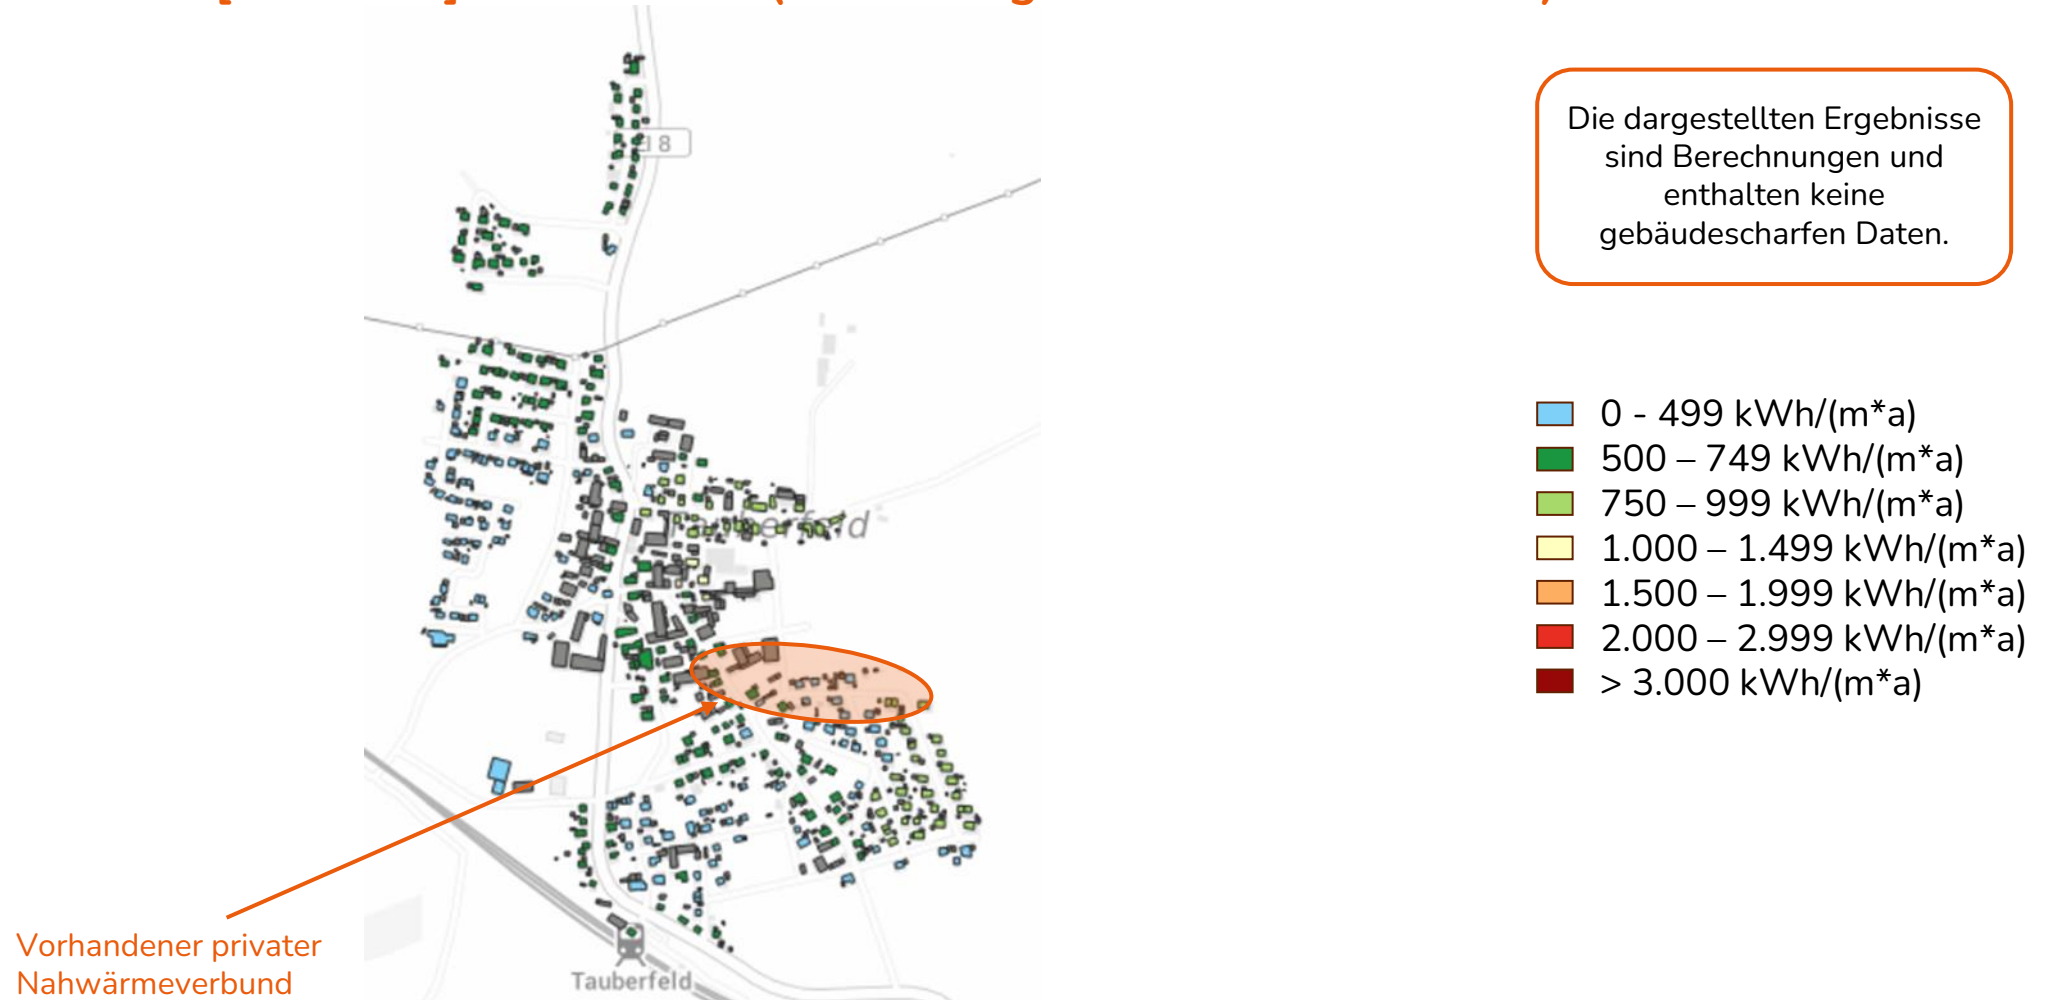 Die dargestellten Ergebnisse
sind Berechnungen und
enthalten keine
gebäudescharfen Daten.
8
0 - 499 kWh/(m*a)
500 – 749 kWh/(m*a)
750 – 999 kWh/(m*a)
1.000 – 1.499 kWh/(m*a)
1.500 – 1.999 kWh/(m*a)
2.000 – 2.999 kWh/(m*a)
> 3.000 kWh/(m*a)
Tauberfeld
Vorhandener privater
Nahwärmeverbund
Tauberfeld